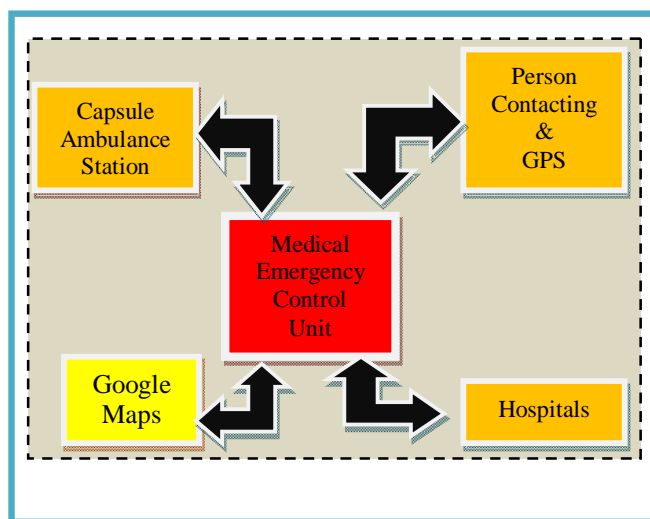 Capsule
Ambulance
Station
Person
Contacting
&
GPS
Medical
Emergency
Control
Unit
Google
Maps
Hospitals